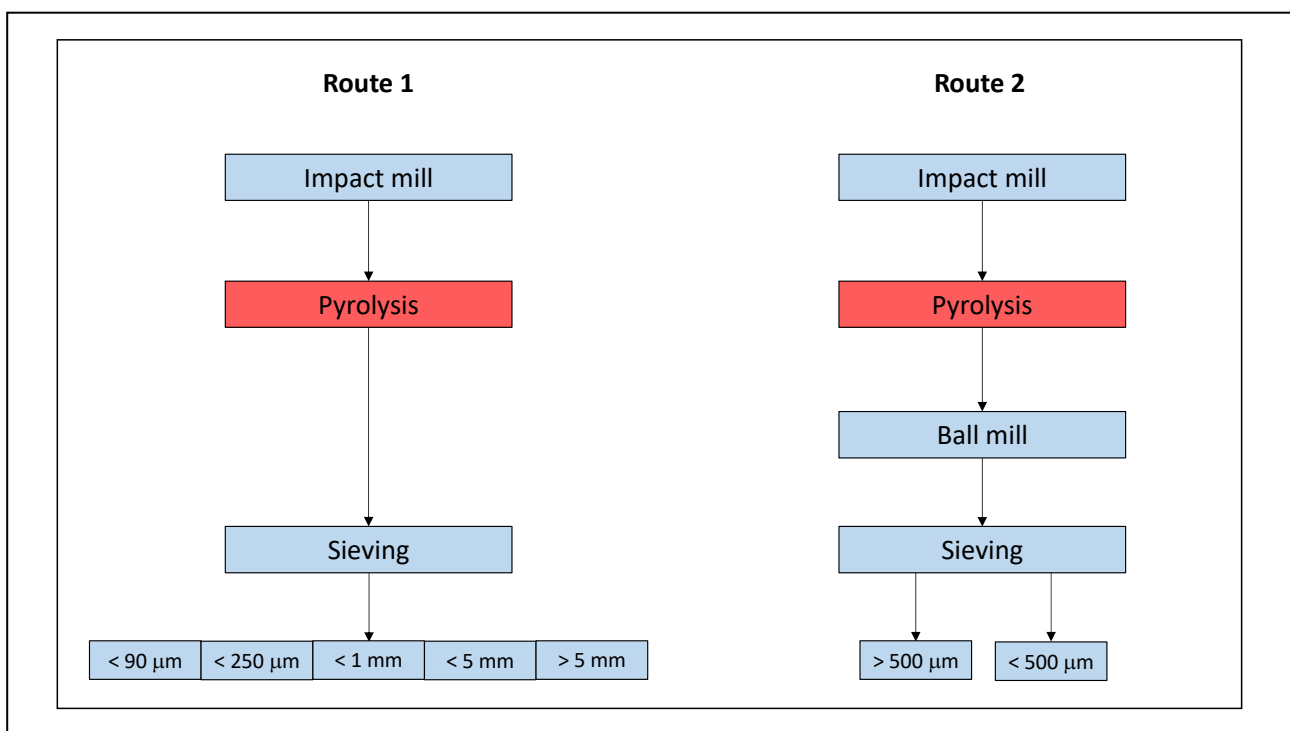 Route 1
Impact mill
Pyrolysis
Sieving
< 90 μm
< 250 μm
< 1 mm
< 5 mm
> 5 mm
Route 2
Impact mill
Pyrolysis
Ball mill
Sieving
> 500 μm
< 500 μm